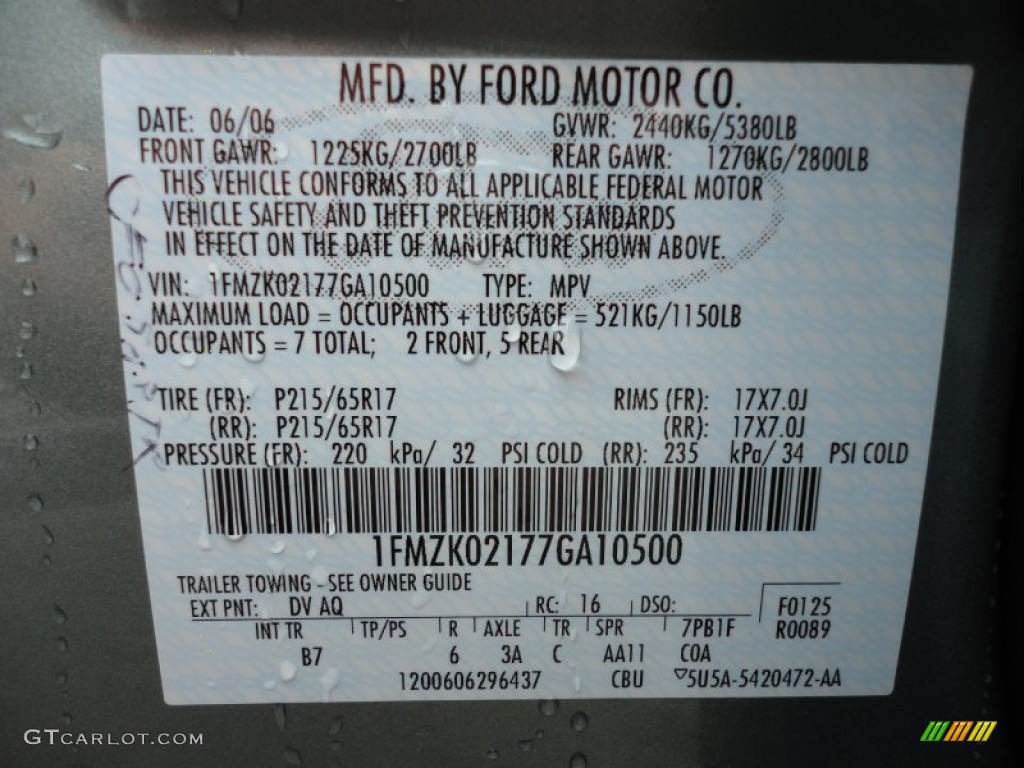 MFD. BY FORD MOTOR CO.
DATE: 06/06 GVWR: 2440KG/5380LB
FRONT GAWR: 1225KG/2700LB REAR GAWR: 1270KG/2800LB
THIS VEHICLE CONFORMS TO ALL APPLICABLE FEDERAL MOTOR
VEHICLE SAFETY AND THEFT PREVENTION STANDARDS
IN EFFECT ON THE DATE OF MANUFACTURE SHOWN ABOVE.
VIN: 1FMZK02177GA10500 TYPE: MPV
MAXIMUM LOAD = OCCUPANTS + LUGGAGE = 521KG/1150LB
OCCUPANTS = 7 TOTAL; 2 FRONT, 5 REAR
TIRE (FR): P215/65R17 RIMS (FR): 17X7.0J
(RR): P215/65R17 (RR): 17X7.0J
PRESSURE (FR): 220 kPa/ 32 PSI COLD (RR): 235 kPa/ 34 PSI COLD
1FMZK02177GA10500
TRAILER TOWING - SEE OWNER GUIDE
EXT PNT: DV AQ RC: 16 DSO: F0125
INT TR TP/PS R AXLE TR SPR 7PB1F R0089
B7 6 3A C AA11 C0A
1200606296437 CBU 5U5A-5420472-AA
GTCARLOT.COM